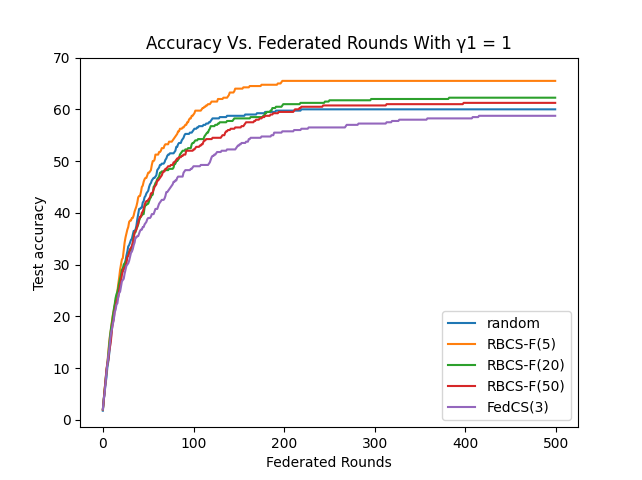 Accuracy Vs. Federated Rounds With γ1 = 1
Test accuracy
70
60
50
40
30
20
10
0
0 100 200 300 400 500
Federated Rounds
random
RBCS-F(5)
RBCS-F(20)
RBCS-F(50)
FedCS(3)